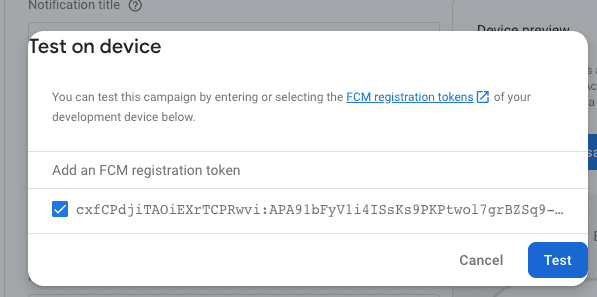 Notification title
Device preview
Test on device
You can test this campaign by entering or selecting the FCM registration tokens of your
development device below.
Add an FCM registration token
cxfCPdjiTAOiEXrTCPRwvi:APA91bFyV1i4ISsKs9PKPtwol7grBZSq9-…
Cancel
Test